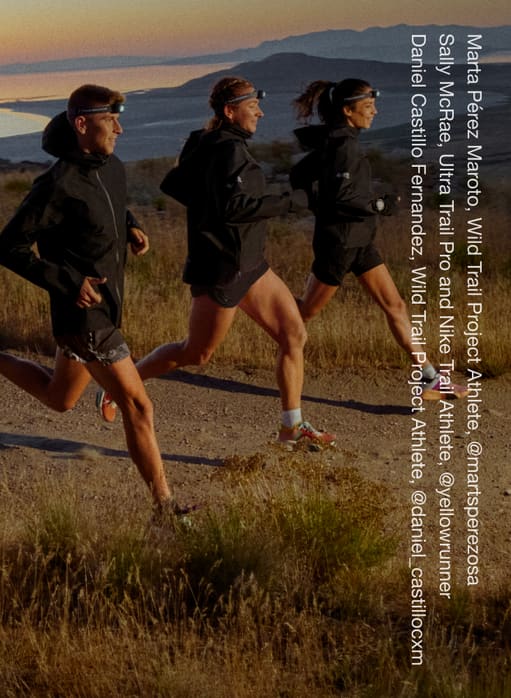 Marta Pérez Maroto, Wild Trail Project Athlete, @martsperezosa
Sally McRae, Ultra Trail Pro and Nike Trail Athlete, @yellowrunner
Daniel Castillo Fernandez, Wild Trail Project Athlete, @daniel_castillocxm